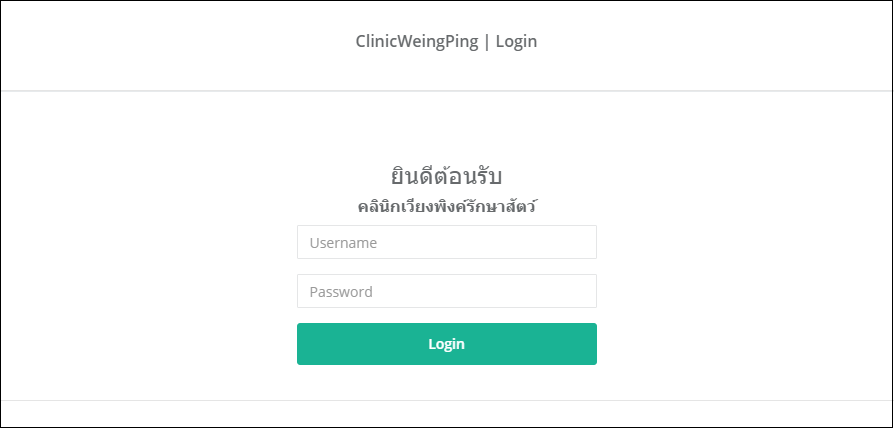 ClinicWeingPing | Login
ยินดีต้อนรับ
คลินิกเวียงพิงค์รักษาสัตว์
Username
Password
Login